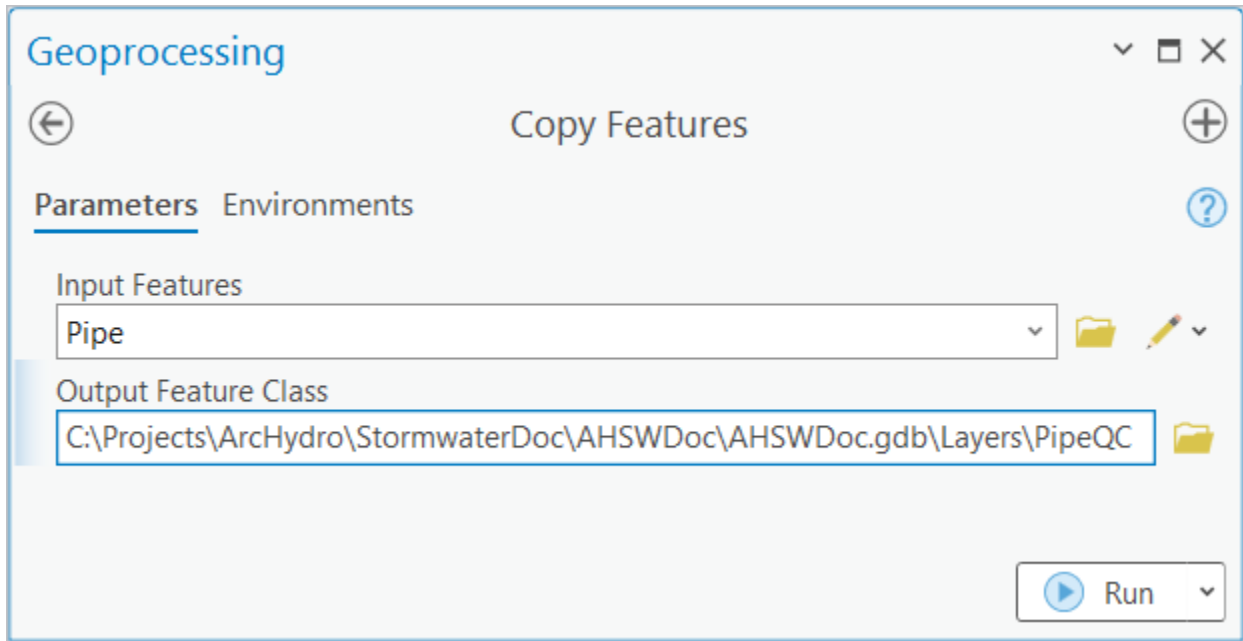 Geoprocessing
Copy Features
Parameters Environments
Input Features
Pipe
Output Feature Class
C:\Projects\ArcHydro\StormwaterDoc\AHSWDoc\AHSWDoc.gdb\Layers\PipeQC
Run